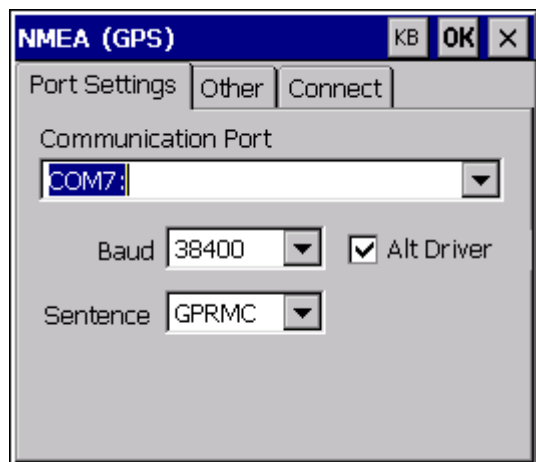 NMEA (GPS) KB OK ×
Port Settings Other Connect
Communication Port
COM7:
Baud 38400 Alt Driver
Sentence GPRMC